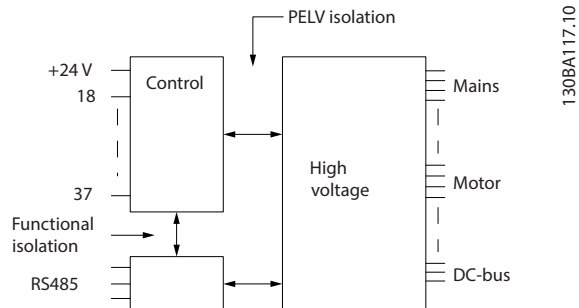 PELV isolation
+24 V
Control
18
Mains
High
voltage
37
Motor
Functional
isolation
RS485
DC-bus
130BA117.10